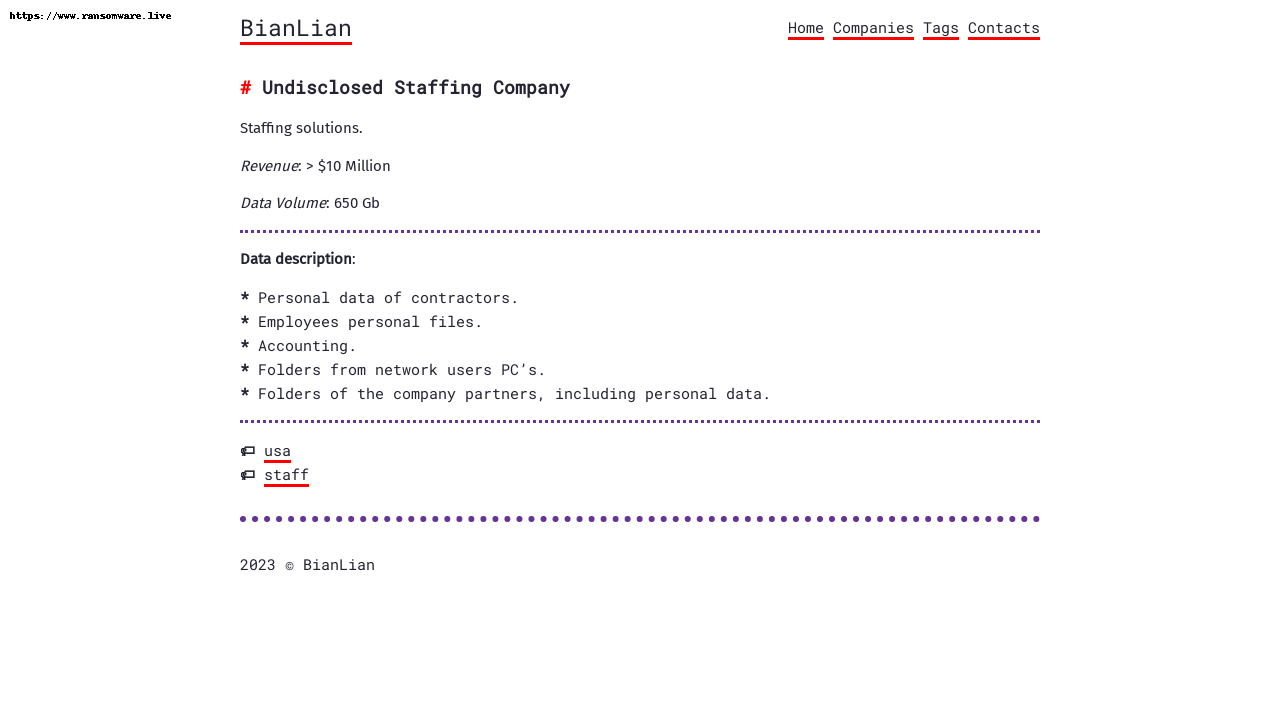 https://www.ransomware.live
BianLian
Home Companies Tags Contacts
# Undisclosed Staffing Company
Staffing solutions.
Revenue: > $10 Million
Data Volume: 650 Gb
Data description:
* Personal data of contractors.
* Employees personal files.
* Accounting.
* Folders from network users PC’s.
* Folders of the company partners, including personal data.
usa
staff
2023 © BianLian